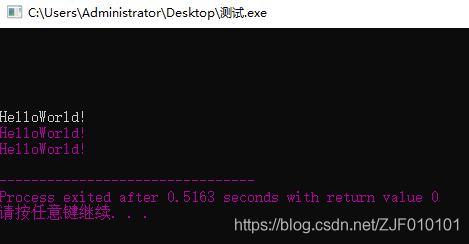 C:\Users\Administrator\Desktop\测试.exe
HelloWorld!
HelloWorld!
HelloWorld!
--------------------------------
Process exited after 0.5163 seconds with return value 0
请按任意键继续. . .
https://blog.csdn.net/ZJF010101